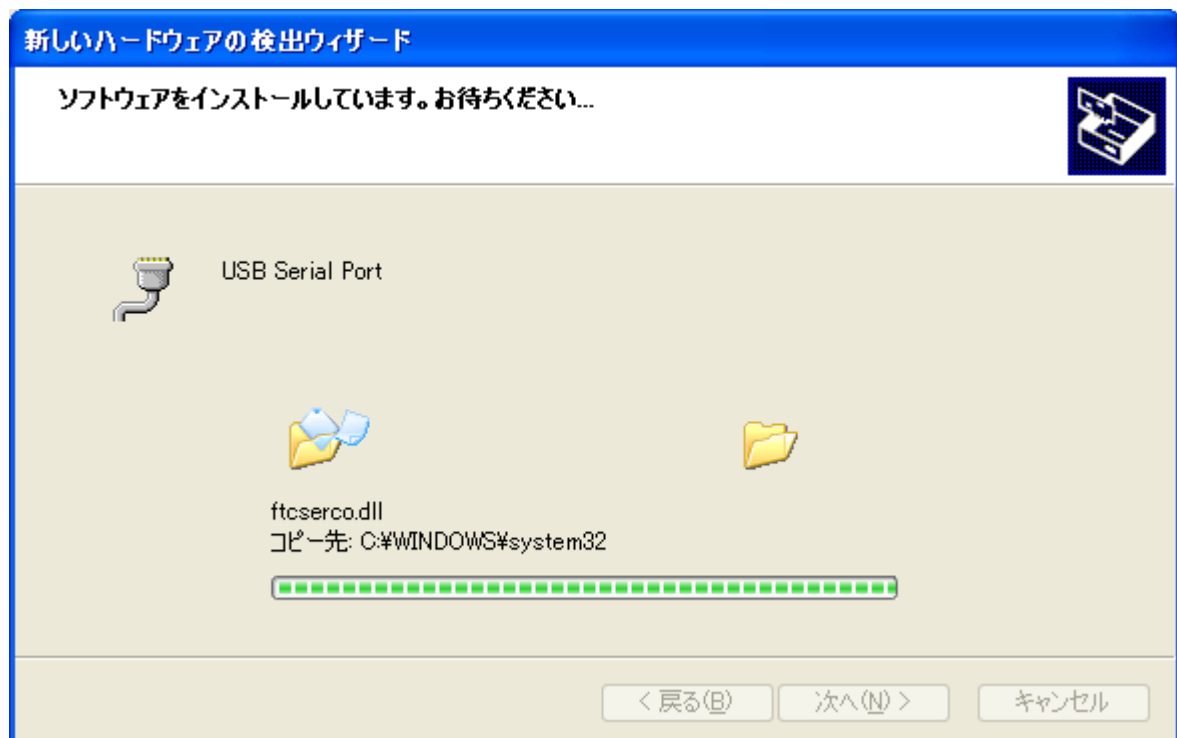 新しいハードウェアの検出ウィザード
ソフトウェアをインストールしています。お待ちください...
USB Serial Port
ftcserco.dll
コピー先: C:¥WINDOWS¥system32
< 戻る(B) 次へ(N) > キャンセル